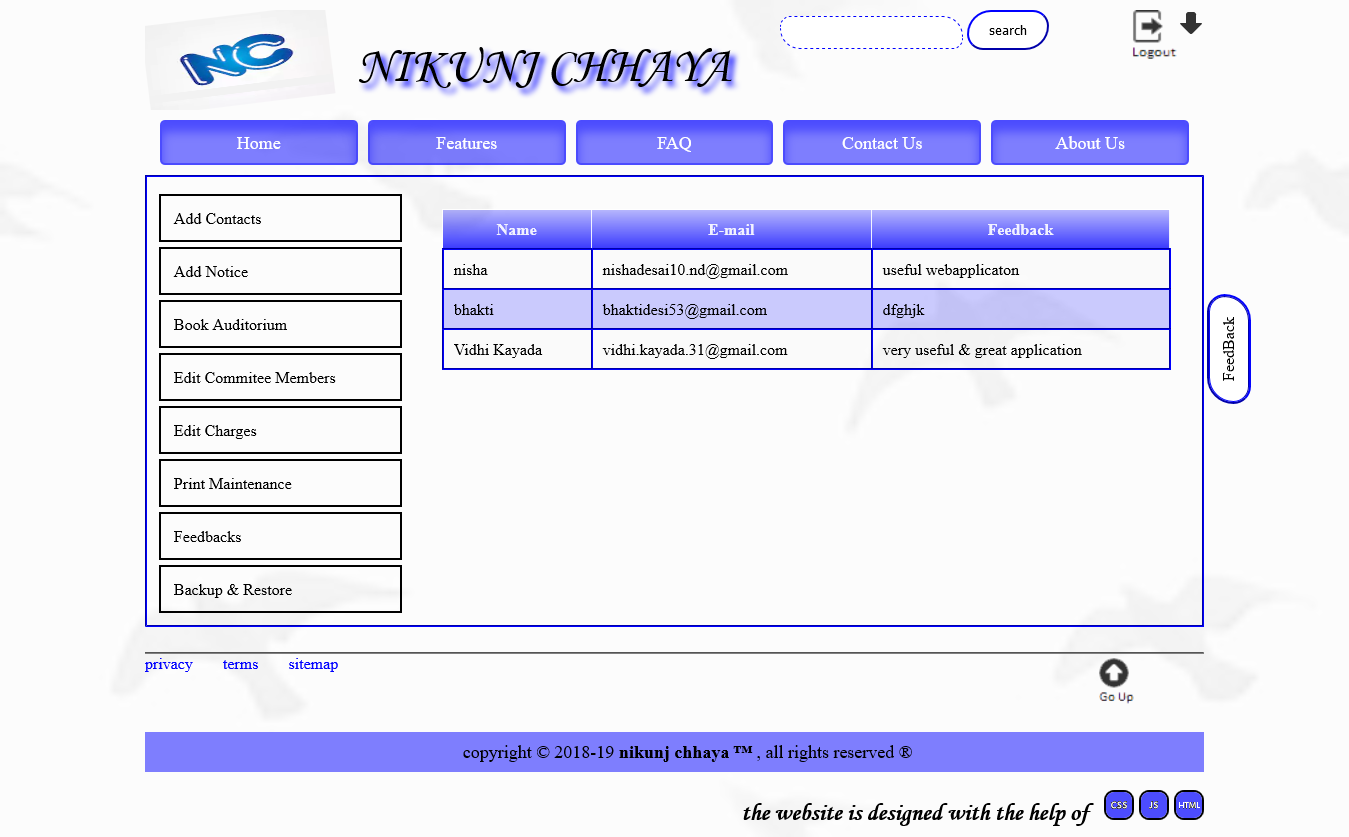 NC
NIKUNJ CHHAYA
search
Logout
Home Features FAQ Contact Us About Us
Add Contacts
Add Notice
Book Auditorium
Edit Commitee Members
Edit Charges
Print Maintenance
Feedbacks
Backup & Restore
Name E-mail Feedback
nisha nishadesai10.nd@gmail.com useful webapplicaton
bhakti bhaktidesi53@gmail.com dfghjk
Vidhi Kayada vidhi.kayada.31@gmail.com very useful & great application
FeedBack
privacy terms sitemap
Go Up
copyright © 2018-19 nikunj chhaya ™ , all rights reserved ®
the website is designed with the help of CSS JS HTML